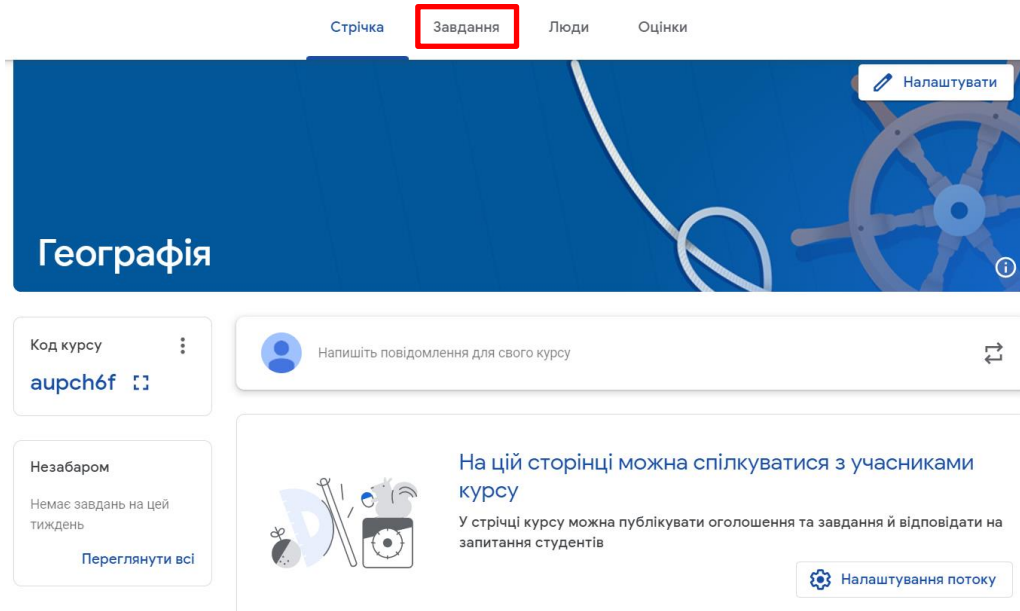 Стрічка Завдання Люди Оцінки
Налаштувати
Географія
Код курсу
aupch6f
Напишіть повідомлення для свого курсу
Незабаром
Немає завдань на цей
тиждень
Переглянути всі
На цій сторінці можна спілкуватися з учасниками
курсу
У стрічці курсу можна публікувати оголошення та завдання й відповідати на
запитання студентів
Налаштування потоку